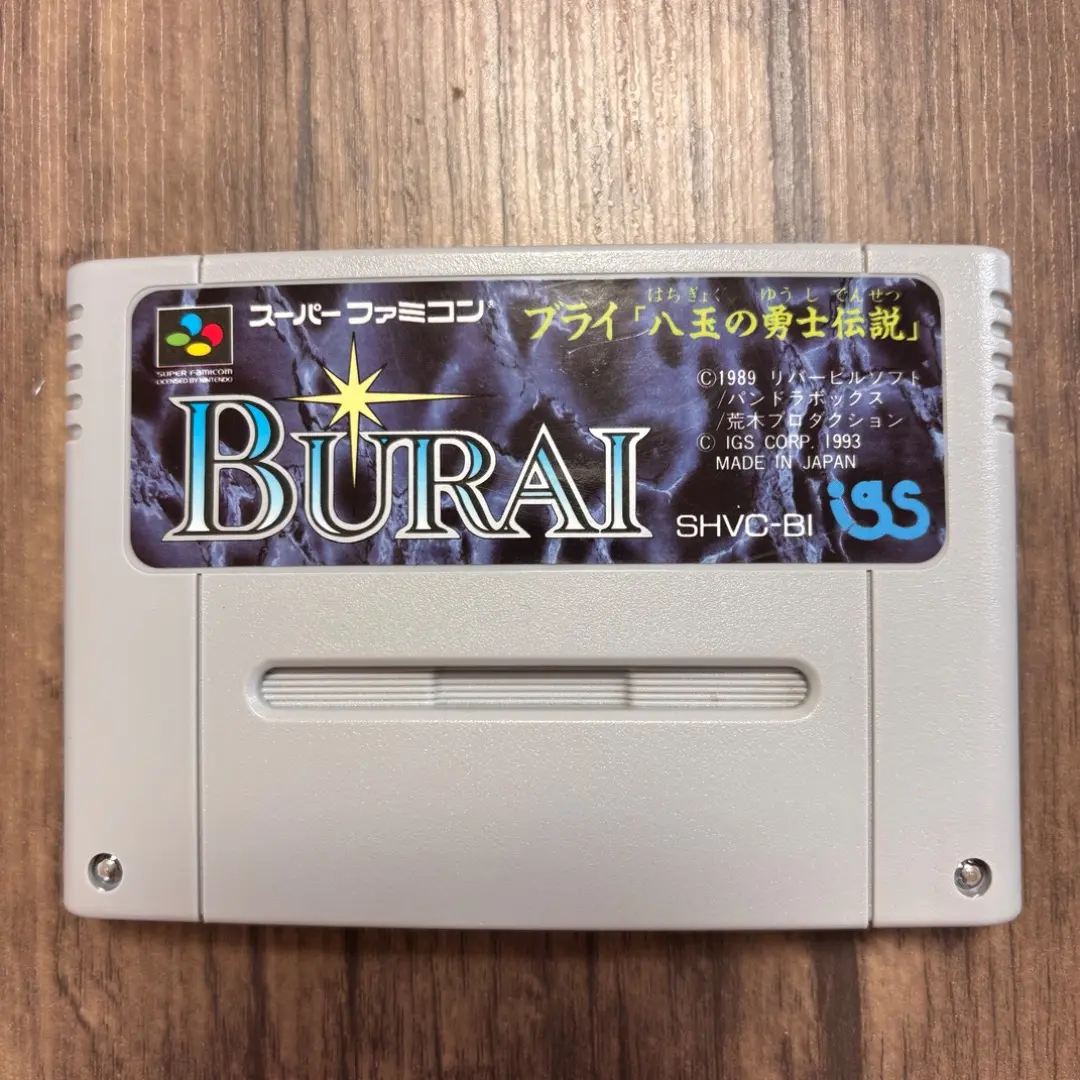 スーパーファミコン®
SUPER FAMICOM
LICENSED BY NINTENDO
はちぎょく ゆうしでんせつ
ブライ「八玉の勇士伝説」
©1989 リバーヒルソフト
/パンドラボックス
/荒木プロダクション
© IGS CORP. 1993
MADE IN JAPAN
BURAI
SHVC-BI
igs